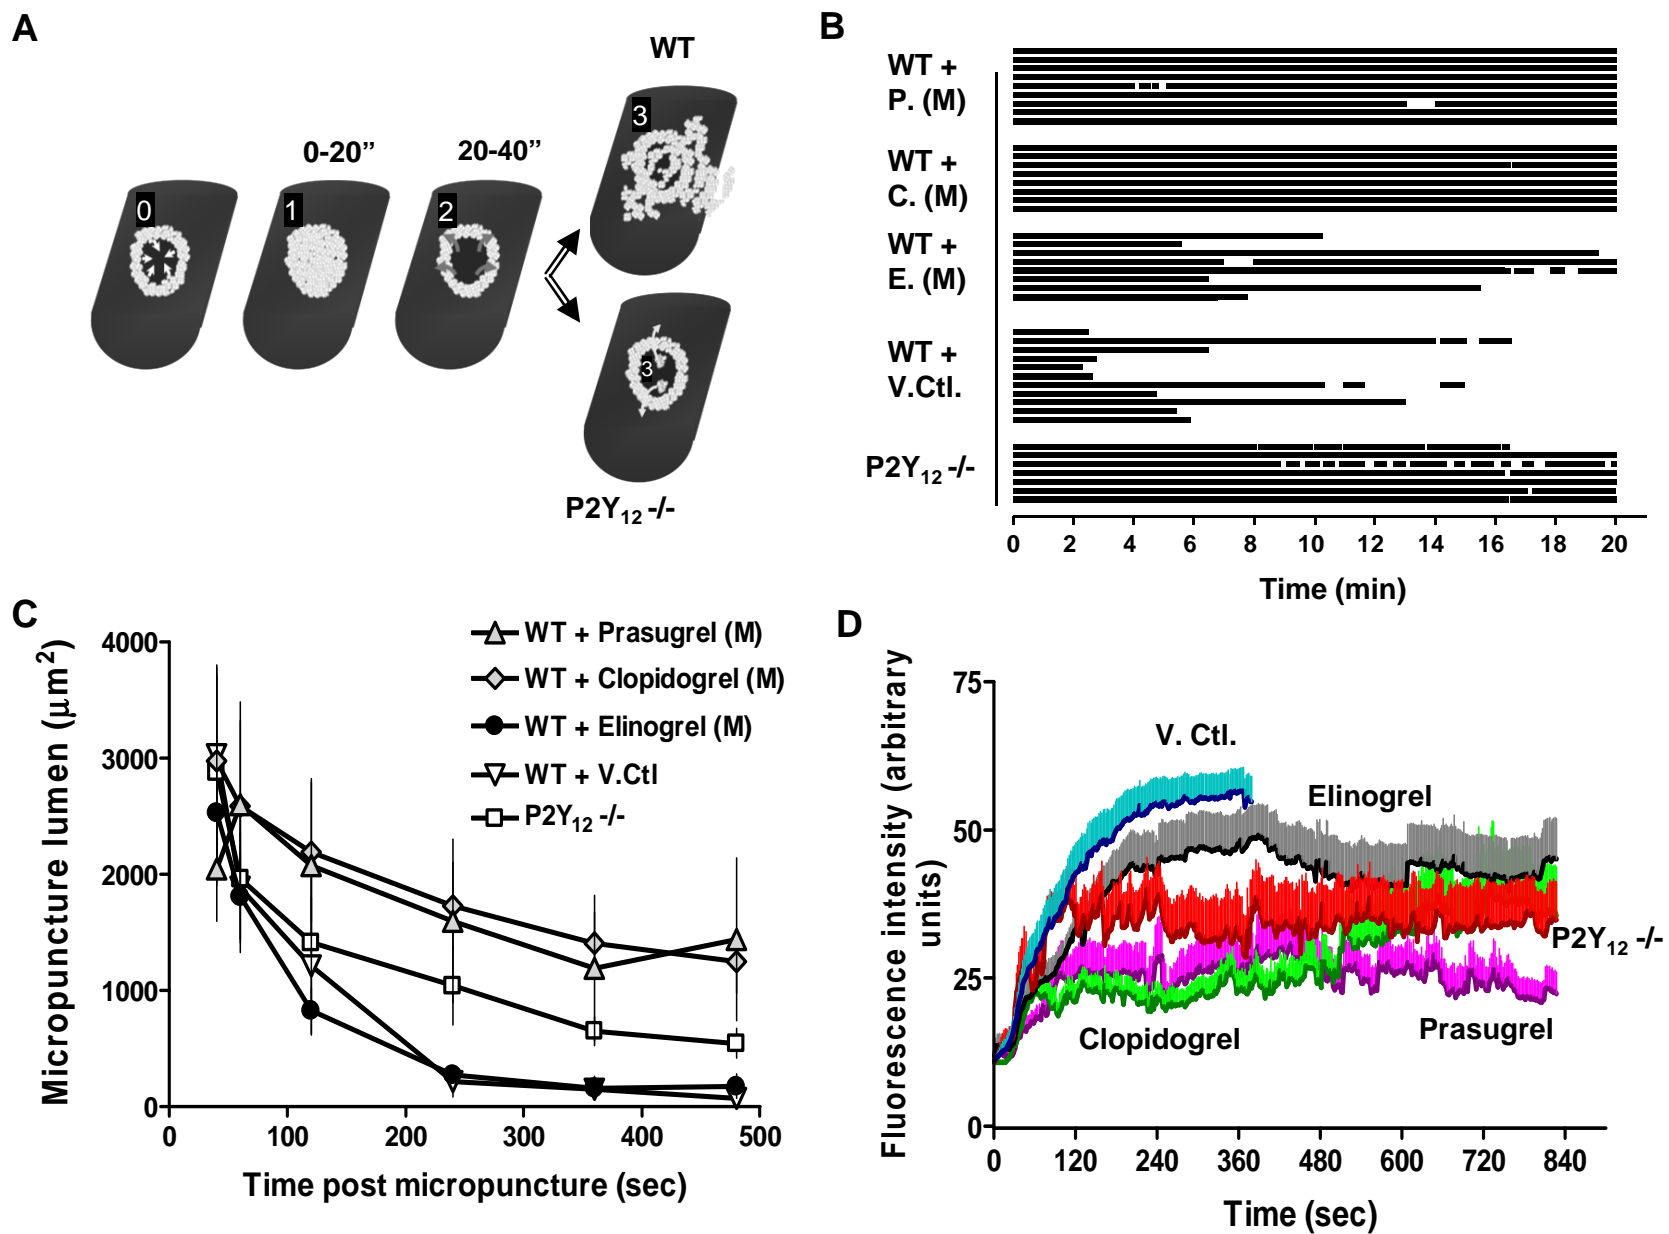 A
WT
0-20”
20-40”
0
1
2
3
3
P2Y12 -/-
B
WT +
P. (M)
WT +
C. (M)
WT +
E. (M)
WT +
V.Ctl.
P2Y12 -/-
0 2 4 6 8 10 12 14 16 18 20
Time (min)
C
Micropuncture lumen (μm2)
4000
3000
2000
1000
0
0 100 200 300 400 500
Time post micropuncture (sec)
WT + Prasugrel (M)
WT + Clopidogrel (M)
WT + Elinogrel (M)
WT + V.Ctl
P2Y12 -/-
D
Fluorescence intensity (arbitrary
units)
75
50
25
0
V. Ctl.
Elinogrel
P2Y12 -/-
Clopidogrel
Prasugrel
0 120 240 360 480 600 720 840
Time (sec)